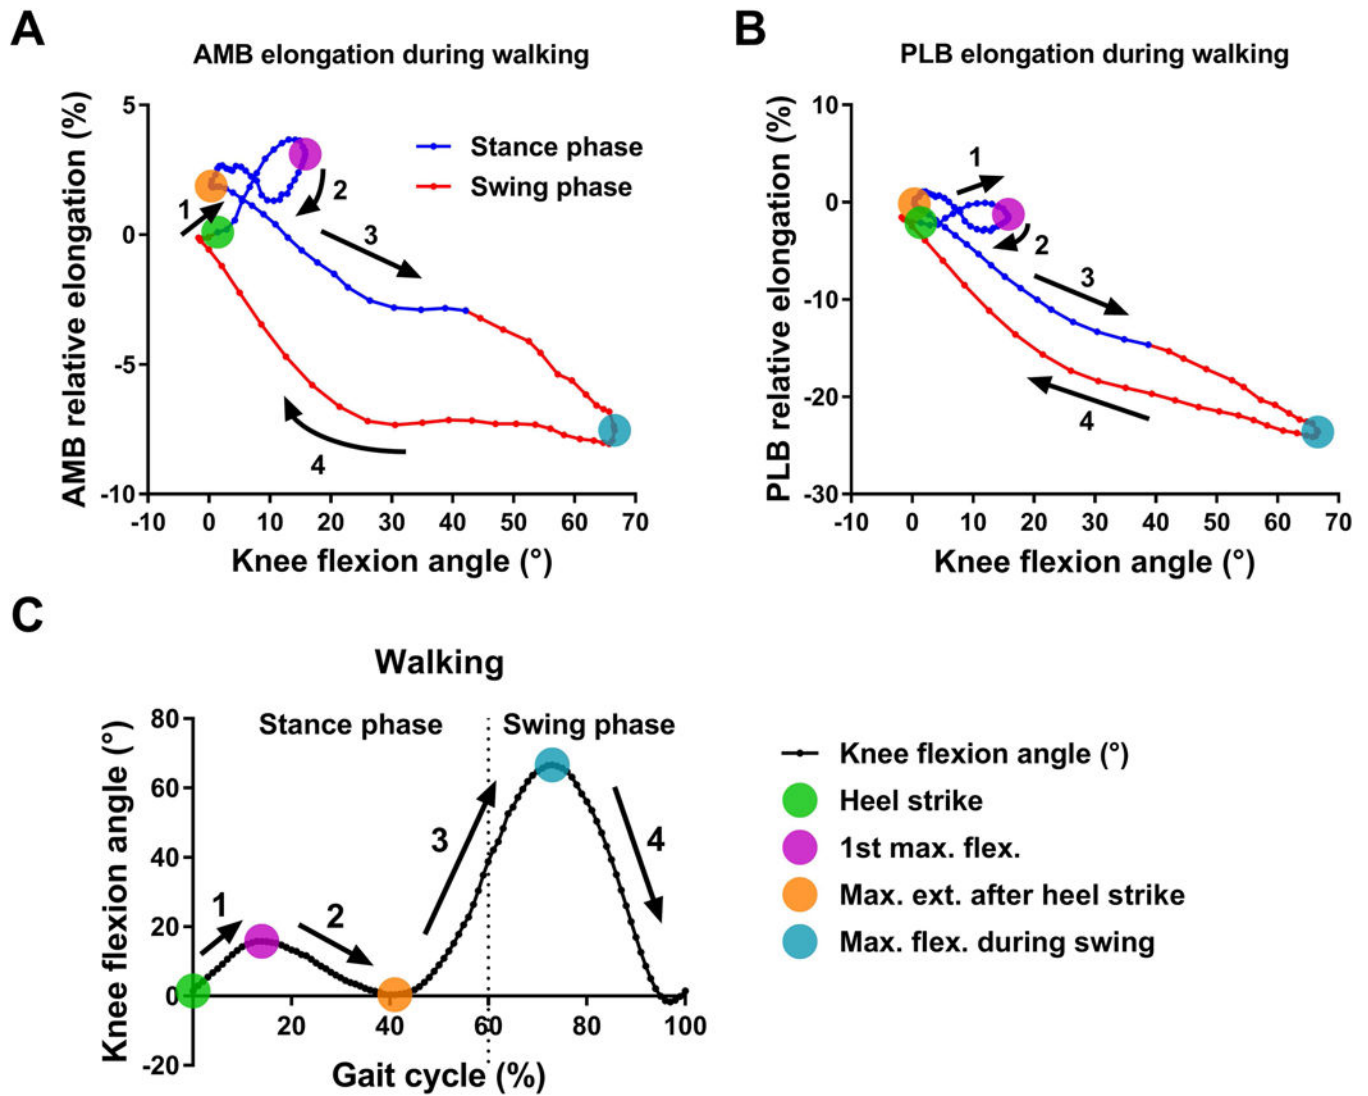 A
AMB elongation during walking
AMB relative elongation (%)
5
0
-5
-10
-10 0 10 20 30 40 50 60 70
Knee flexion angle (°)
Stance phase
Swing phase
1
2
3
4
B
PLB elongation during walking
PLB relative elongation (%)
10
0
-10
-20
-30
-10 0 10 20 30 40 50 60 70
Knee flexion angle (°)
1
2
3
4
C
Walking
Stance phase Swing phase
Knee flexion angle (°)
80
60
40
20
0
-20
20 40 60 80 100
Gait cycle (%)
1
2
3
4
Knee flexion angle (°)
Heel strike
1st max. flex.
Max. ext. after heel strike
Max. flex. during swing